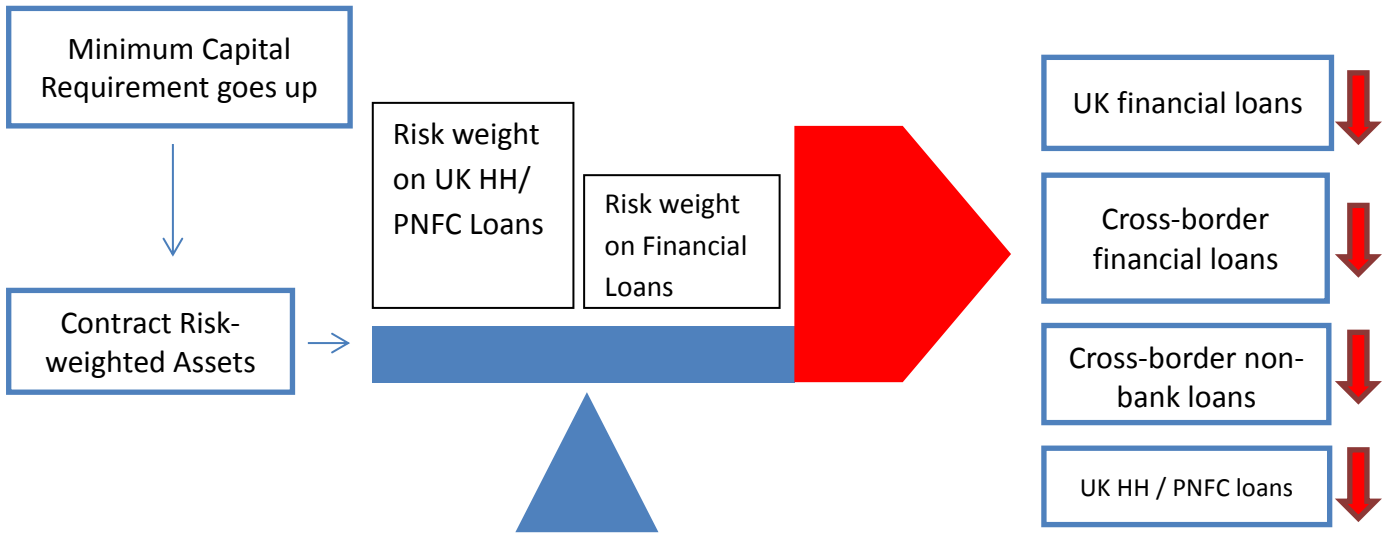 Minimum Capital
Requirement goes up
Contract Risk-
weighted Assets
Risk weight
on UK HH/
PNFC Loans
Risk weight
on Financial
Loans
UK financial loans
Cross-border
financial loans
Cross-border non-
bank loans
UK HH / PNFC loans